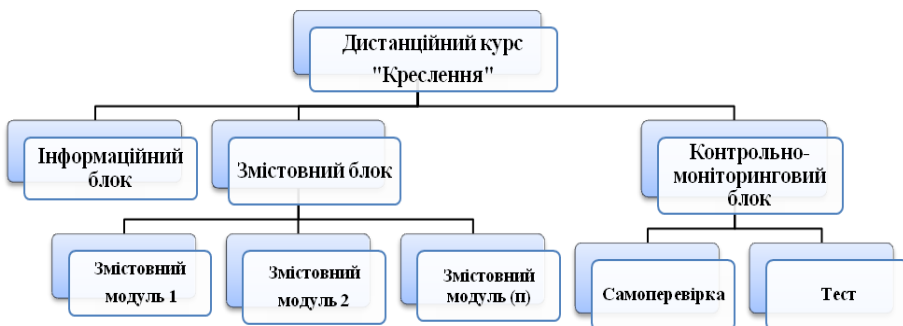 Дистанційний курс
"Креслення"
Інформаційний
блок
Змістовний блок
Контрольно-
моніторинговий
блок
Змістовний
модуль 1
Змістовний
модуль 2
Змістовний
модуль (п)
Самоперевірка
Тест